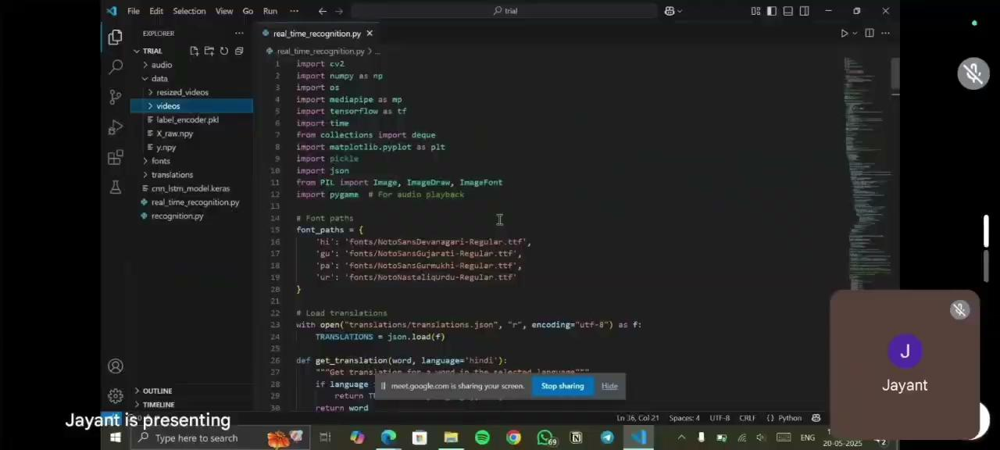 File Edit Selection View Go Run ··· trial
EXPLORER ···
TRIAL
audio
data
resized_videos
videos
label_encoder.pkl
X_raw.npy
y.npy
fonts
translations
cnn_lstm_model.keras
real_time_recognition.py
recognition.py
OUTLINE
TIMELINE
real_time_recognition.py
real_time_recognition.py > ...
1 import cv2
2 import numpy as np
3 import os
4 import mediapipe as mp
5 import tensorflow as tf
6 import time
7 from collections import deque
8 import matplotlib.pyplot as plt
9 import pickle
10 import json
11 from PIL import Image, ImageDraw, ImageFont
12 import pygame # For audio playback
13
14 # Font paths
15 font_paths = {
16 'hi': 'fonts/NotoSansDevanagari-Regular.ttf',
17 'gu': 'fonts/NotoSansGujarati-Regular.ttf',
18 'pa': 'fonts/NotoSansGurmukhi-Regular.ttf',
19 'ur': 'fonts/NotoNastaliqUrdu-Regular.ttf'
20 }
21
22 # Load translations
23 with open("translations/translations.json", "r", encoding="utf-8") as f:
24 TRANSLATIONS = json.load(f)
25
26 def get_translation(word, language='hindi'):
27 """Get translation for a word in the selected language"""
28 if language
29 return
30 return word
meet.google.com is sharing your screen. Stop sharing Hide
Ln 36, Col 21 Spaces: 4 UTF-8 CRLF {} Python
J
Jayant
Jayant is presenting
Type here to search
69
ENG
20-05-2025
2